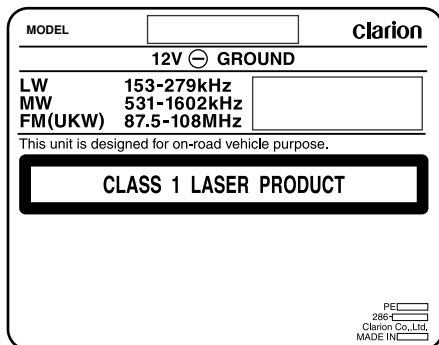 MODEL clarion
12V ⊖ GROUND
LW 153-279kHz
MW 531-1602kHz
FM(UKW) 87.5-108MHz
This unit is designed for on-road vehicle purpose.
CLASS 1 LASER PRODUCT
PE
286-
Clarion Co.,Ltd.
MADE IN